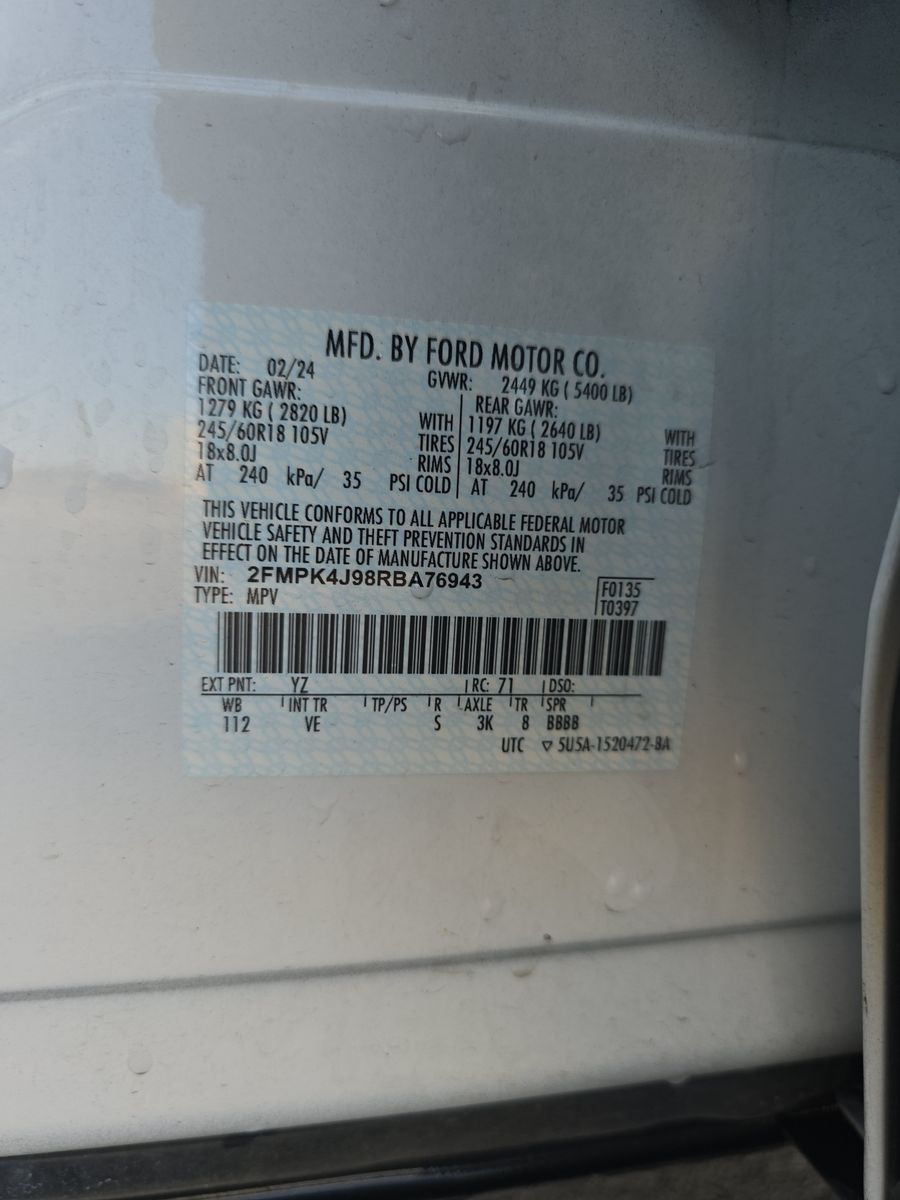 MFD. BY FORD MOTOR CO.
DATE: 02/24 GVWR: 2449 KG ( 5400 LB)
FRONT GAWR: REAR GAWR:
1279 KG ( 2820 LB) WITH 1197 KG ( 2640 LB) WITH
245/60R18 105V TIRES 245/60R18 105V TIRES
18x8.0J RIMS 18x8.0J RIMS
AT 240 kPa/ 35 PSI COLD AT 240 kPa/ 35 PSI COLD
THIS VEHICLE CONFORMS TO ALL APPLICABLE FEDERAL MOTOR
VEHICLE SAFETY AND THEFT PREVENTION STANDARDS IN
EFFECT ON THE DATE OF MANUFACTURE SHOWN ABOVE.
VIN: 2FMPK4J98RBA76943
TYPE: MPV F0135
T0397
EXT PNT: YZ RC: 71 DSO:
WB INT TR TP/PS R AXLE TR SPR
112 VE S 3K 8 BBBB
UTC ▽ 5U5A-1520472-BA